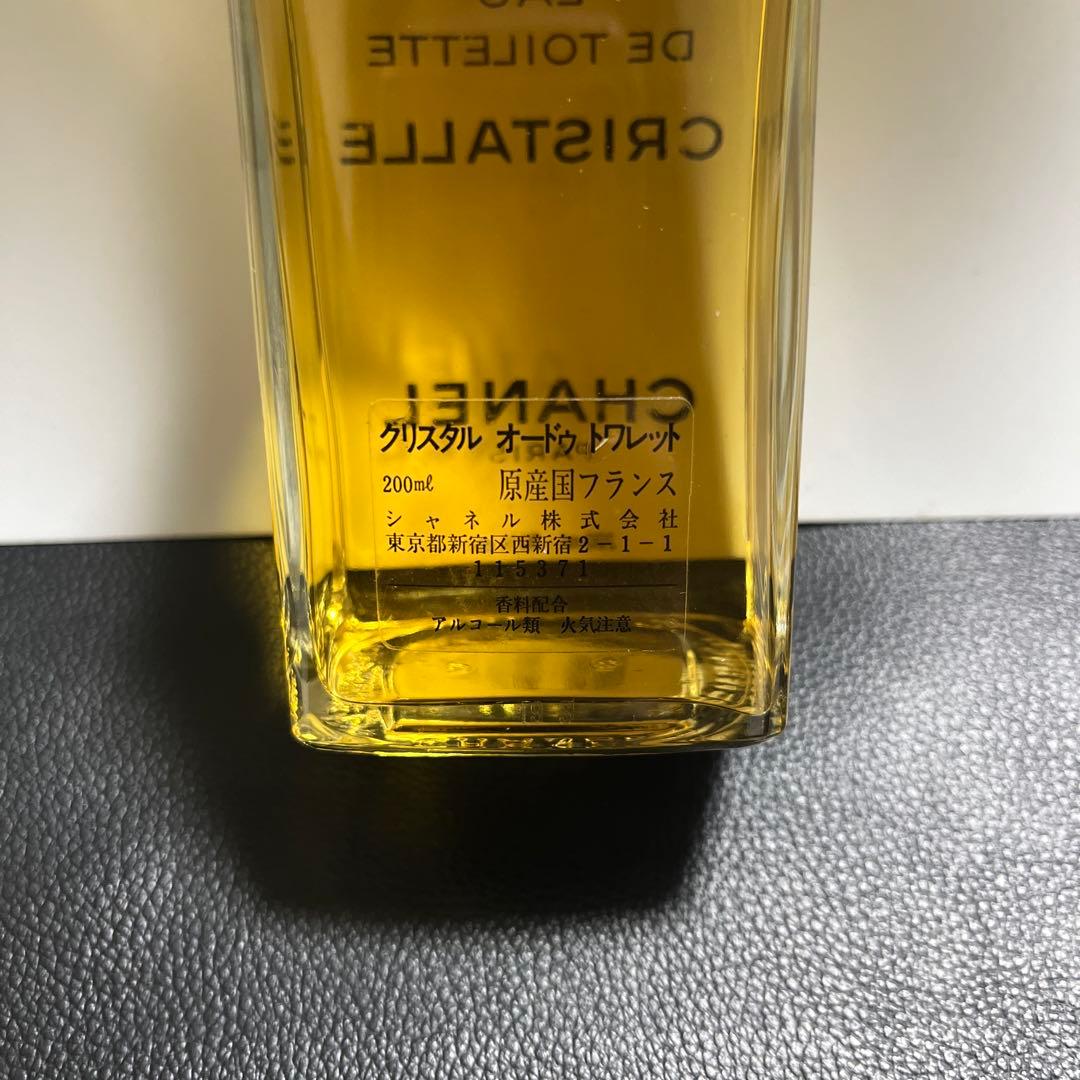 EAU
DE TOILETTE
CRISTALLE
CHANEL
PARIS
クリスタル オードゥ トワレット
200mℓ 原産国フランス
シャネル株式会社
東京都新宿区西新宿2-1-1
115371
香料配合
アルコール類 火気注意